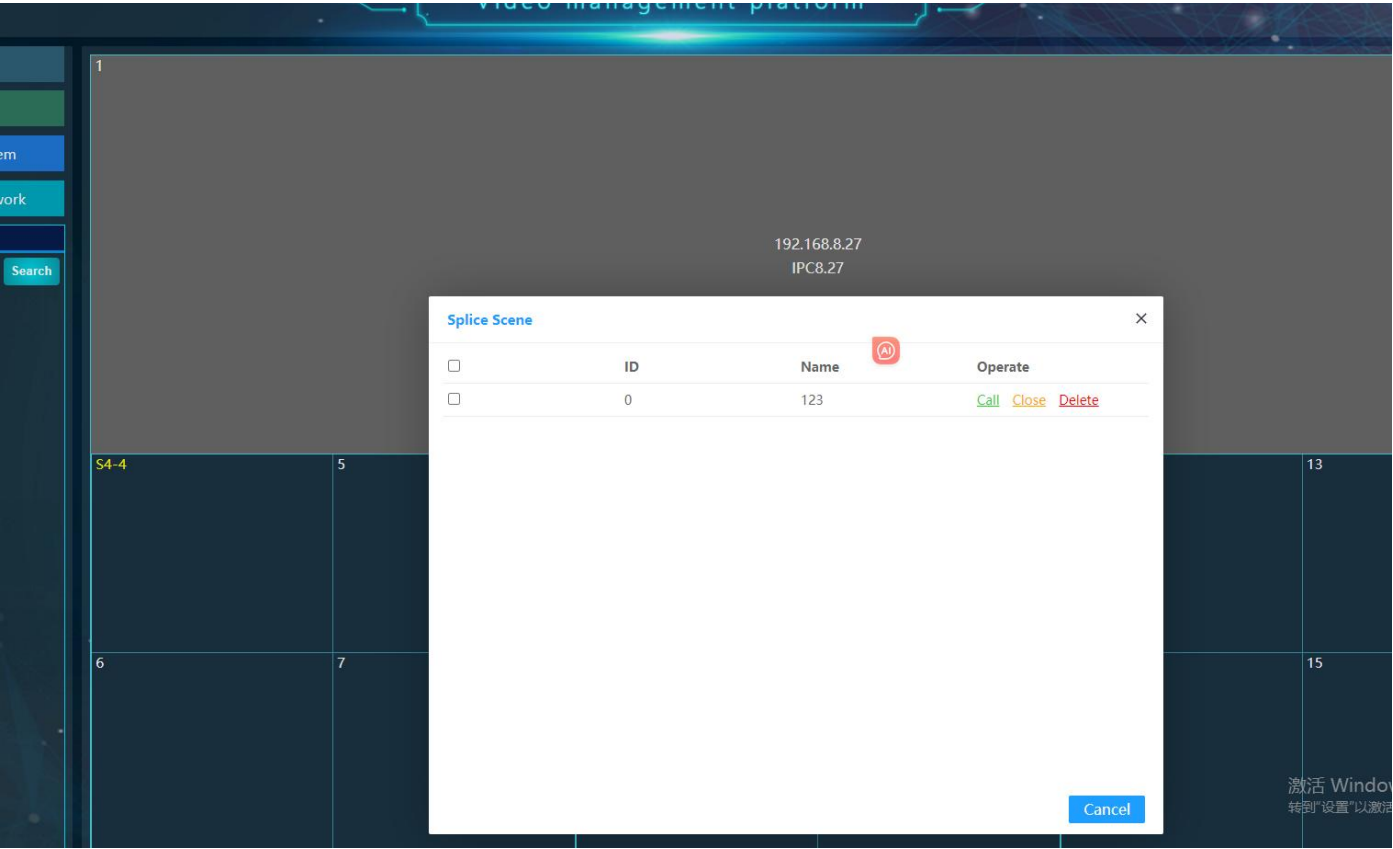 Video management platform
1
em
work
Search
192.168.8.27
IPC8.27
Splice Scene
AI
ID Name Operate
0 123 Call Close Delete
S4-4 5 13
6 7 15
激活 Window
转到"设置"以激活
Cancel